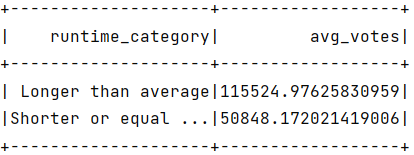 +--------------------+------------------+
|    runtime_category|         avg_votes|
+--------------------+------------------+
| Longer than average|115524.97625830959|
|Shorter or equal ...|50848.172021419006|
+--------------------+------------------+